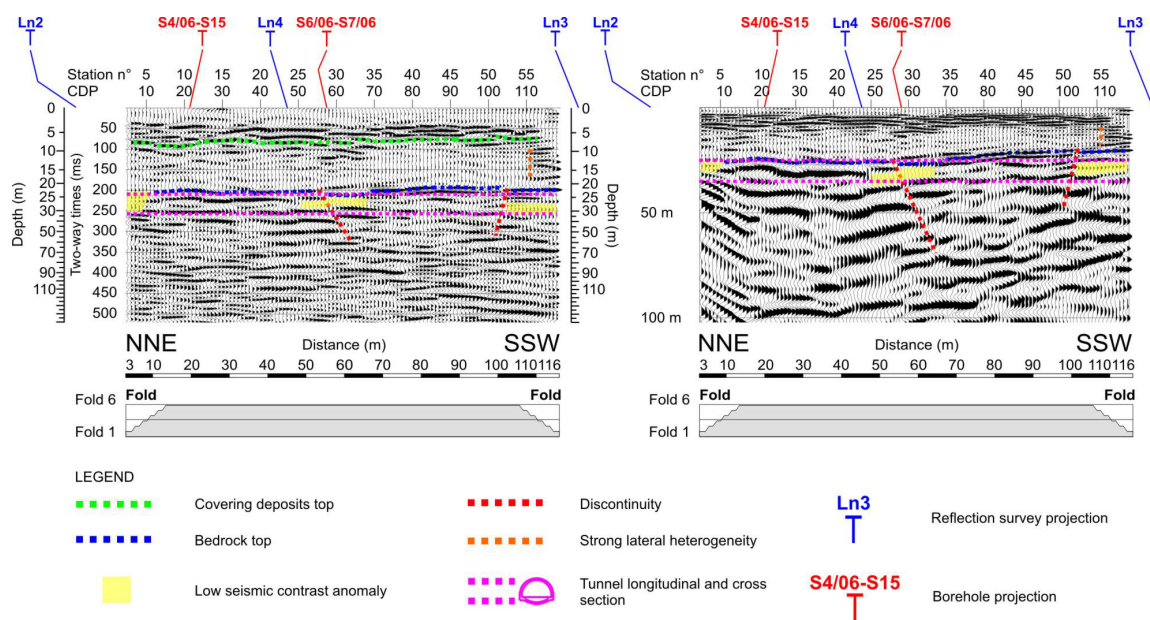 Ln2 S4/06-S15 Ln4 S6/06-S7/06 Ln3
Station n° 5 10 15 20 25 30 35 40 45 50 55
CDP 10 20 30 40 50 60 70 80 90 100 110
Depth (m)
0 5 10 15 20 25 30 50 70 90 110
Two-way times (ms)
50 100 150 200 250 300 350 400 450 500
0 5 10 15 20 25 30 50 70 90 110
Depth (m)
NNE Distance (m) SSW
3 10 20 30 40 50 60 70 80 90 100 110 116
Fold Fold
Fold 6
Fold 1
Ln2 S4/06-S15 Ln4 S6/06-S7/06 Ln3
Station n° 5 10 15 20 25 30 35 40 45 50 55
CDP 10 20 30 40 50 60 70 80 90 100 110
0 m
50 m
100 m
NNE Distance (m) SSW
3 10 20 30 40 50 60 70 80 90 100 110 116
Fold Fold
Fold 6
Fold 1
LEGEND
Covering deposits top
Bedrock top
Low seismic contrast anomaly
Discontinuity
Strong lateral heterogeneity
Tunnel longitudinal and cross
section
Ln3
Reflection survey projection
S4/06-S15
Borehole projection